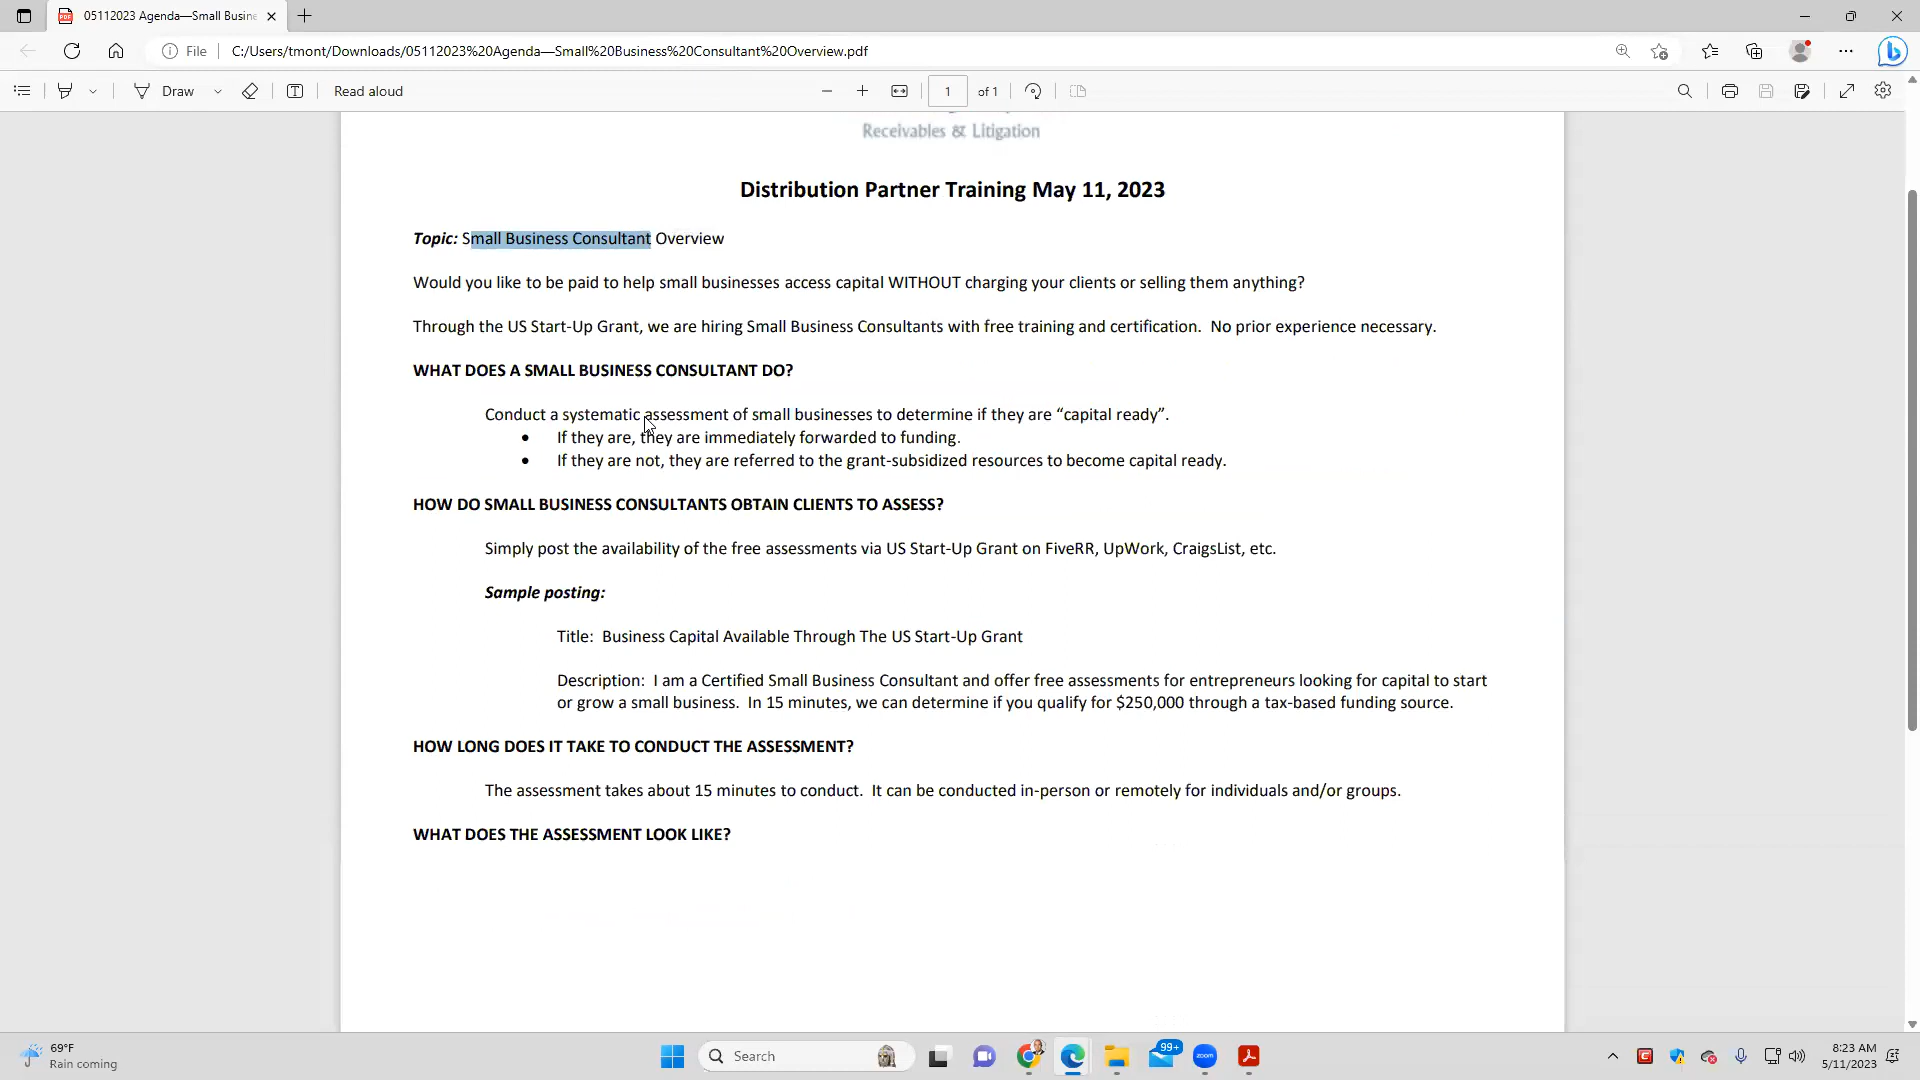 05112023 Agenda—Small Busine
File
C:/Users/tmont/Downloads/05112023%20Agenda—Small%20Business%20Consultant%20Overview.pdf
Draw
Read aloud
1
of 1
Receivables & Litigation
Distribution Partner Training May 11, 2023
Topic: Small Business Consultant Overview
Would you like to be paid to help small businesses access capital WITHOUT charging your clients or selling them anything?
Through the US Start-Up Grant, we are hiring Small Business Consultants with free training and certification. No prior experience necessary.
WHAT DOES A SMALL BUSINESS CONSULTANT DO?
Conduct a systematic assessment of small businesses to determine if they are “capital ready”.
• If they are, they are immediately forwarded to funding.
• If they are not, they are referred to the grant-subsidized resources to become capital ready.
HOW DO SMALL BUSINESS CONSULTANTS OBTAIN CLIENTS TO ASSESS?
Simply post the availability of the free assessments via US Start-Up Grant on FiveRR, UpWork, CraigsList, etc.
Sample posting:
Title: Business Capital Available Through The US Start-Up Grant
Description: I am a Certified Small Business Consultant and offer free assessments for entrepreneurs looking for capital to start
or grow a small business. In 15 minutes, we can determine if you qualify for $250,000 through a tax-based funding source.
HOW LONG DOES IT TAKE TO CONDUCT THE ASSESSMENT?
The assessment takes about 15 minutes to conduct. It can be conducted in-person or remotely for individuals and/or groups.
WHAT DOES THE ASSESSMENT LOOK LIKE?
69°F
Rain coming
Search
99+
zoom
8:23 AM
5/11/2023